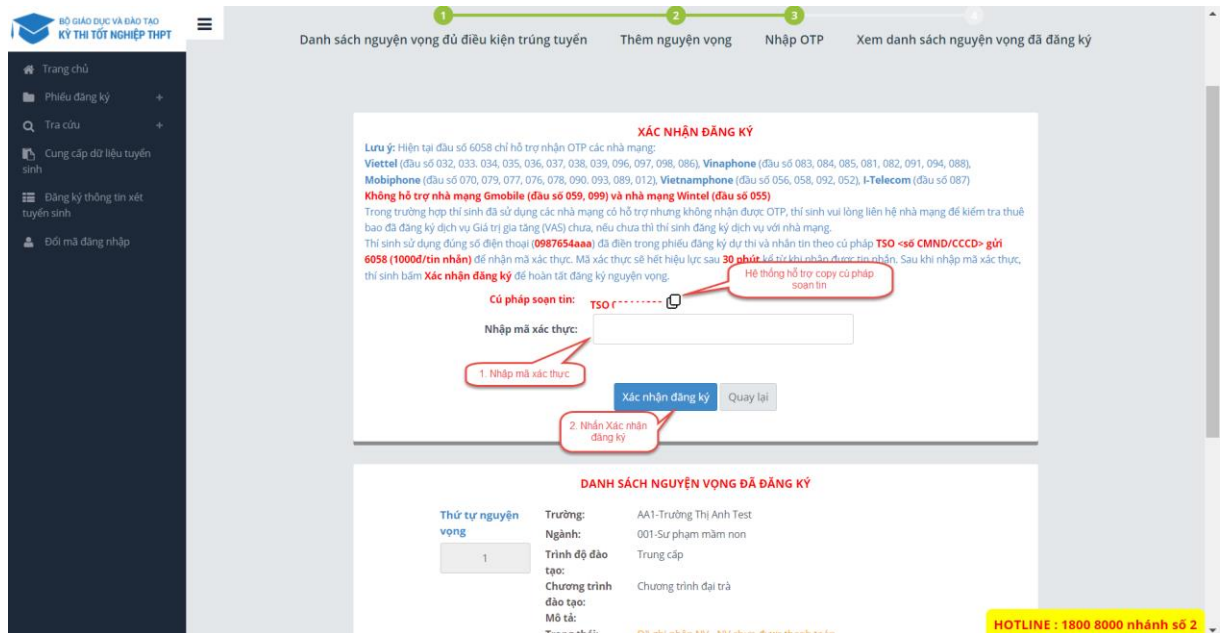 BỘ GIÁO DỤC VÀ ĐÀO TẠO
KỲ THI TỐT NGHIỆP THPT
Trang chủ
Phiếu đăng ký +
Tra cứu +
Cung cấp dữ liệu tuyển
sinh
Đăng ký thông tin xét
tuyển sinh
Đổi mã đăng nhập
1 2 3 4
Danh sách nguyện vọng đủ điều kiện trúng tuyển Thêm nguyện vọng Nhập OTP Xem danh sách nguyện vọng đã đăng ký
XÁC NHẬN ĐĂNG KÝ
Lưu ý: Hiện tại đầu số 6058 chỉ hỗ trợ nhận OTP các nhà mạng:
Viettel (đầu số 032, 033. 034, 035, 036, 037, 038, 039, 096, 097, 098, 086), Vinaphone (đầu số 083, 084, 085, 081, 082, 091, 094, 088),
Mobiphone (đầu số 070, 079, 077, 076, 078, 090. 093, 089, 012), Vietnamphone (đầu số 056, 058, 092, 052), I-Telecom (đầu số 087)
Không hỗ trợ nhà mạng Gmobile (đầu số 059, 099) và nhà mạng Wintel (đầu số 055)
Trong trường hợp thí sinh đã sử dụng các nhà mạng có hỗ trợ nhưng không nhận được OTP, thí sinh vui lòng liên hệ nhà mạng để kiểm tra thuê
bao đã đăng ký dịch vụ Giá trị gia tăng (VAS) chưa, nếu chưa thì thí sinh đăng ký dịch vụ với nhà mạng.
Thí sinh sử dụng đúng số điện thoại (0987654aaa) đã điền trong phiếu đăng ký dự thi và nhắn tin theo cú pháp TSO <số CMND/CCCD> gửi
6058 (1000đ/tin nhắn) để nhận mã xác thực. Mã xác thực sẽ hết hiệu lực sau 30 phút kể từ khi nhận được tin nhắn. Sau khi nhập mã xác thực,
thí sinh bấm Xác nhận đăng ký để hoàn tất đăng ký nguyện vọng.
Hệ thống hỗ trợ copy cú pháp
soạn tin
Cú pháp soạn tin: TSO
Nhập mã xác thực:
1. Nhập mã xác thực
Xác nhận đăng ký Quay lại
2. Nhấn Xác nhận
đăng ký
DANH SÁCH NGUYỆN VỌNG ĐÃ ĐĂNG KÝ
Thứ tự nguyện
vọng
1
Trường: AA1-Trường Thị Anh Test
Ngành: 001-Sư phạm mầm non
Trình độ đào Trung cấp
tạo:
Chương trình Chương trình đại trà
đào tạo:
Mô tả:
HOTLINE : 1800 8000 nhánh số 2